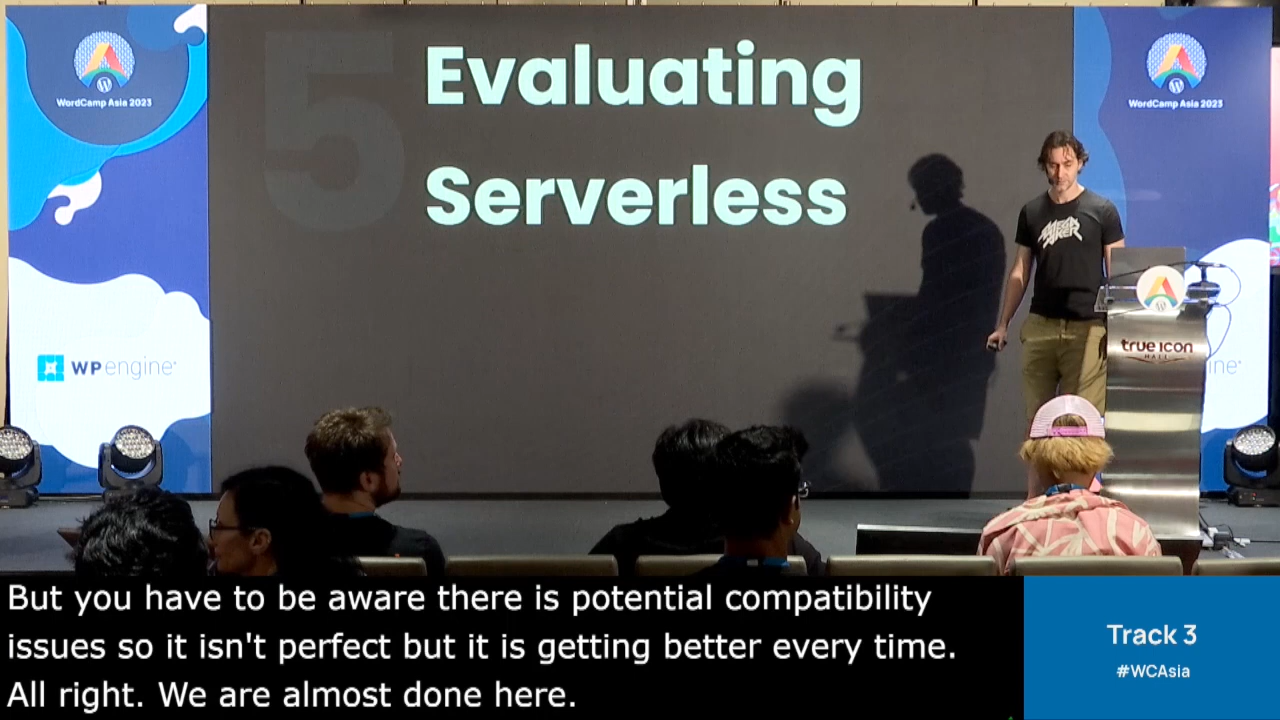 WordCamp Asia 2023
WP engine
5
Evaluating
Serverless
WordCamp Asia 2023
MEGA
true icon
HALL
ine
But you have to be aware there is potential compatibility
issues so it isn't perfect but it is getting better every time.
All right. We are almost done here.
Track 3
#WCAsia